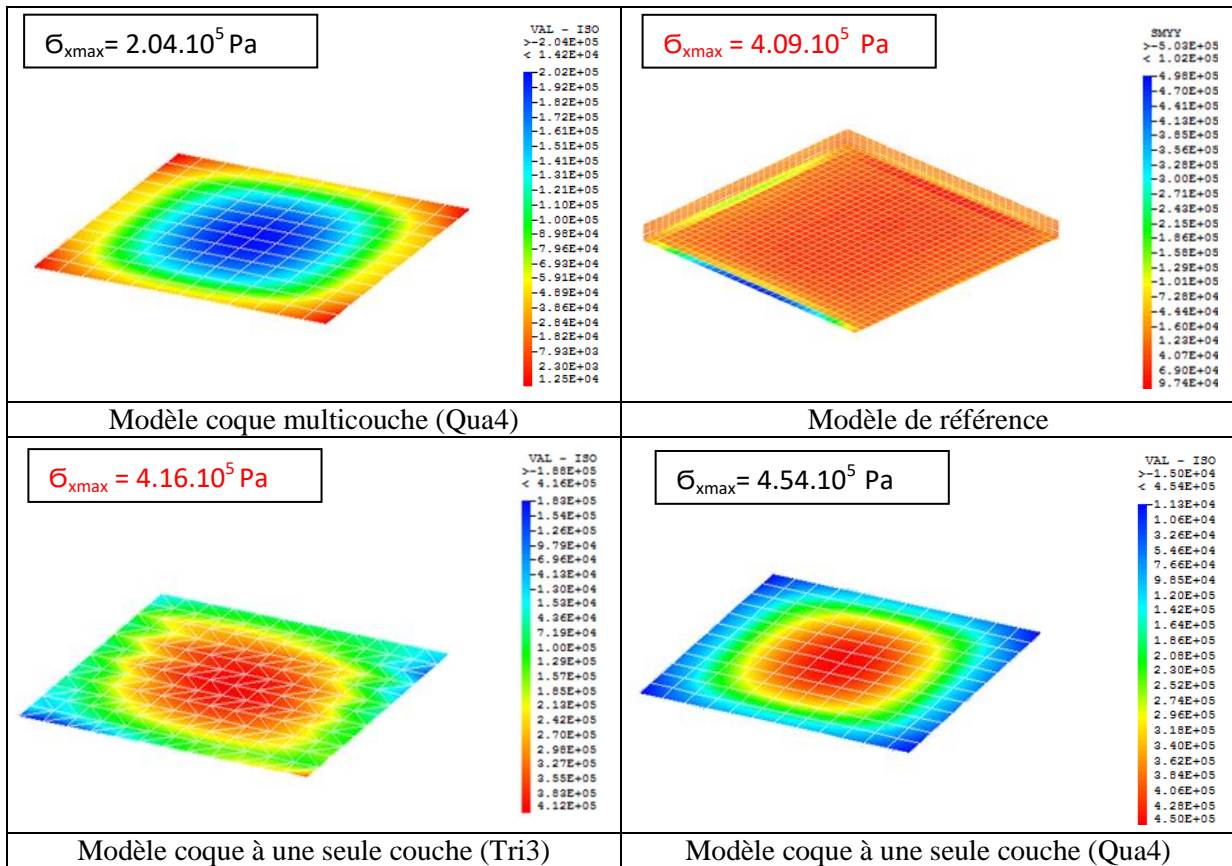 Ϭxmax= 2.04.10^5 Pa
VAL - ISO
>-2.04E+05
< 1.42E+04
-2.02E+05
-1.92E+05
-1.82E+05
-1.72E+05
-1.61E+05
-1.51E+05
-1.41E+05
-1.31E+05
-1.21E+05
-1.10E+05
-1.00E+05
-8.98E+04
-7.96E+04
-6.93E+04
-5.91E+04
-4.89E+04
-3.86E+04
-2.84E+04
-1.82E+04
-7.93E+03
2.30E+03
1.25E+04
Modèle coque multicouche (Qua4)
Ϭxmax = 4.09.10^5 Pa
SMYY
>-5.03E+05
< 1.02E+05
-4.98E+05
-4.70E+05
-4.41E+05
-4.13E+05
-3.85E+05
-3.56E+05
-3.28E+05
-3.00E+05
-2.71E+05
-2.43E+05
-2.15E+05
-1.86E+05
-1.58E+05
-1.29E+05
-1.01E+05
-7.28E+04
-4.44E+04
-1.60E+04
1.23E+04
4.07E+04
6.90E+04
9.74E+04
Modèle de référence
Ϭxmax = 4.16.10^5 Pa
VAL - ISO
>-1.88E+05
< 4.16E+05
-1.83E+05
-1.54E+05
-1.26E+05
-9.79E+04
-6.96E+04
-4.13E+04
-1.30E+04
1.53E+04
4.36E+04
7.19E+04
1.00E+05
1.29E+05
1.57E+05
1.85E+05
2.13E+05
2.42E+05
2.70E+05
2.98E+05
3.27E+05
3.55E+05
3.83E+05
4.12E+05
Modèle coque à une seule couche (Tri3)
Ϭxmax= 4.54.10^5 Pa
VAL - ISO
>-1.50E+04
< 4.54E+05
-1.13E+04
1.06E+04
3.26E+04
5.46E+04
7.66E+04
9.85E+04
1.20E+05
1.42E+05
1.64E+05
1.86E+05
2.08E+05
2.30E+05
2.52E+05
2.74E+05
2.96E+05
3.18E+05
3.40E+05
3.62E+05
3.84E+05
4.06E+05
4.28E+05
4.50E+05
Modèle coque à une seule couche (Qua4)